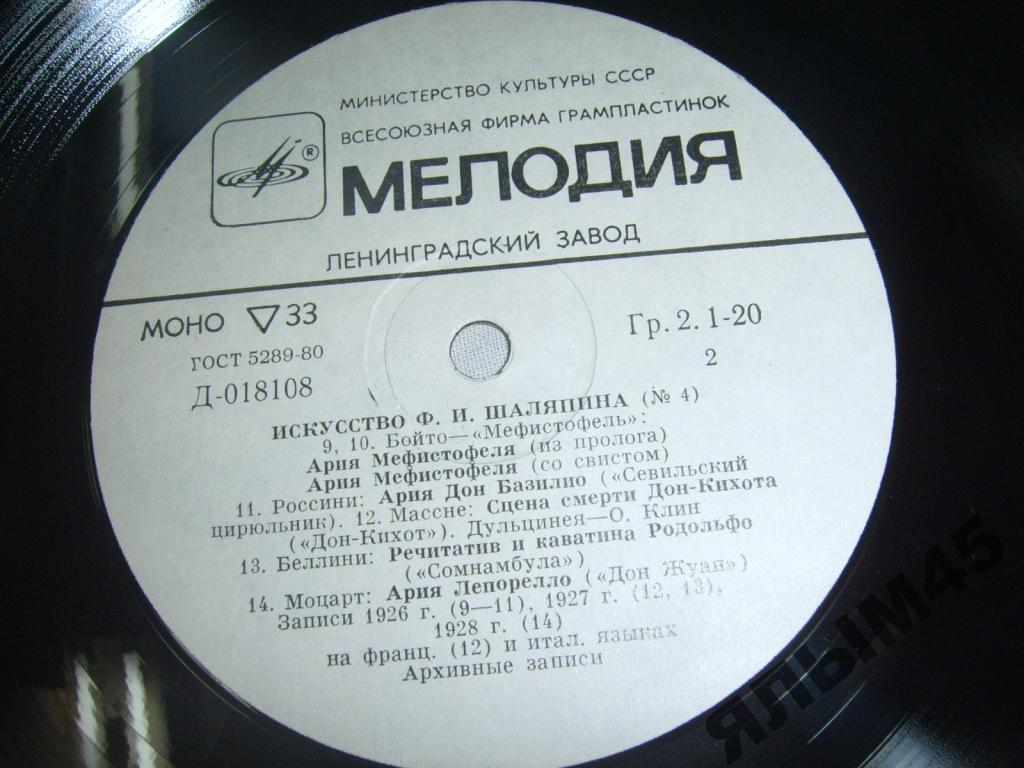 МИНИСТЕРСТВО КУЛЬТУРЫ СССР
ВСЕСОЮЗНАЯ ФИРМА ГРАМПЛАСТИНОК
®
МЕЛОДИЯ
ЛЕНИНГРАДСКИЙ ЗАВОД
МОНО ▽ 33
ГОСТ 5289-80
Д-018108
Гр. 2. 1-20
2
ИСКУССТВО Ф. И. ШАЛЯПИНА (№ 4)
9, 10. Бойто—«Мефистофель»:
Ария Мефистофеля (из пролога)
Ария Мефистофеля (со свистом)
11. Россини: Ария Дон Базилио («Севильский
цирюльник). 12. Массне: Сцена смерти Дон-Кихота
(«Дон-Кихот»). Дульцинея—О. Клин
13. Беллини: Речитатив и каватина Родольфо
(«Сомнамбула»)
14. Моцарт: Ария Лепорелло («Дон Жуан»)
Записи 1926 г. (9—11), 1927 г. (12, 13),
1928 г. (14)
на франц. (12) и итал. языках
Архивные записи
ЯЛЫМ45